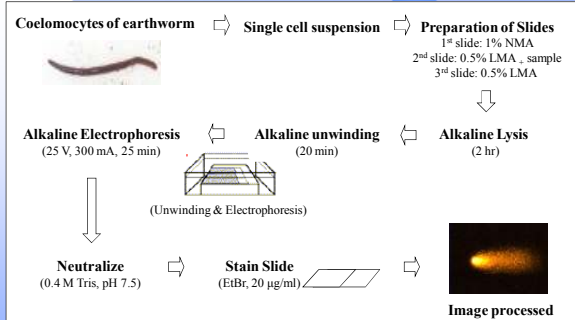 Coelomocytes of earthworm
Single cell suspension
Preparation of Slides
1st slide: 1% NMA
2nd slide: 0.5% LMA + sample
3rd slide: 0.5% LMA
Alkaline Lysis
(2 hr)
Alkaline unwinding
(20 min)
Alkaline Electrophoresis
(25 V, 300 mA, 25 min)
(Unwinding & Electrophoresis)
Neutralize
(0.4 M Tris, pH 7.5)
Stain Slide
(EtBr, 20 µg/ml)
Image processed